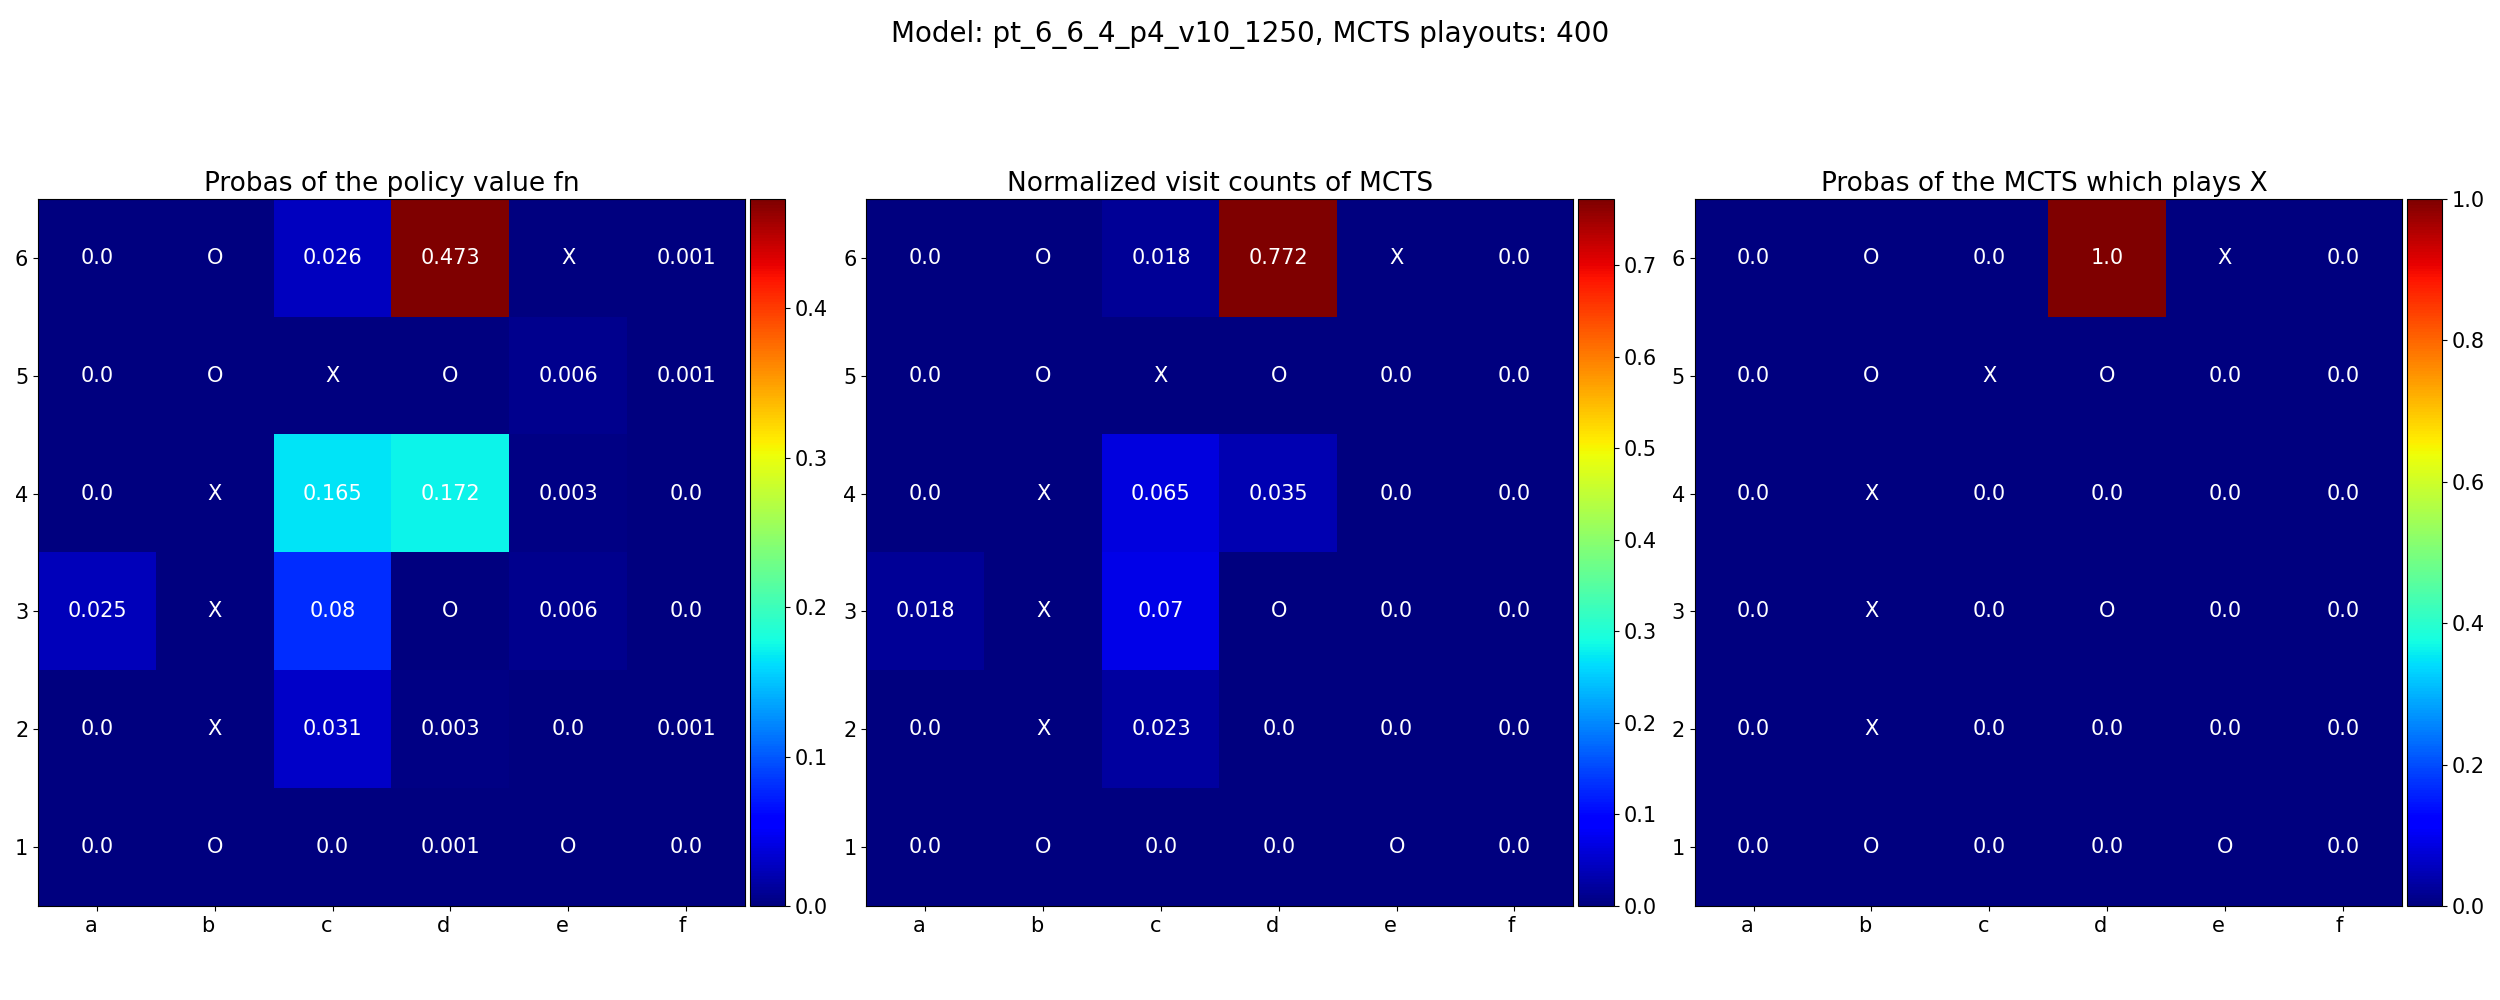 Model: pt_6_6_4_p4_v10_1250, MCTS playouts: 400
Probas of the policy value fn
6 0.0 O 0.026 0.473 X 0.001
5 0.0 O X O 0.006 0.001
4 0.0 X 0.165 0.172 0.003 0.0
3 0.025 X 0.08 O 0.006 0.0
2 0.0 X 0.031 0.003 0.0 0.001
1 0.0 O 0.0 0.001 O 0.0
a b c d e f
0.4
0.3
0.2
0.1
0.0
Normalized visit counts of MCTS
6 0.0 O 0.018 0.772 X 0.0
5 0.0 O X O 0.0 0.0
4 0.0 X 0.065 0.035 0.0 0.0
3 0.018 X 0.07 O 0.0 0.0
2 0.0 X 0.023 0.0 0.0 0.0
1 0.0 O 0.0 0.0 O 0.0
a b c d e f
0.7
0.6
0.5
0.4
0.3
0.2
0.1
0.0
Probas of the MCTS which plays X
6 0.0 O 0.0 1.0 X 0.0
5 0.0 O X O 0.0 0.0
4 0.0 X 0.0 0.0 0.0 0.0
3 0.0 X 0.0 O 0.0 0.0
2 0.0 X 0.0 0.0 0.0 0.0
1 0.0 O 0.0 0.0 O 0.0
a b c d e f
1.0
0.8
0.6
0.4
0.2
0.0